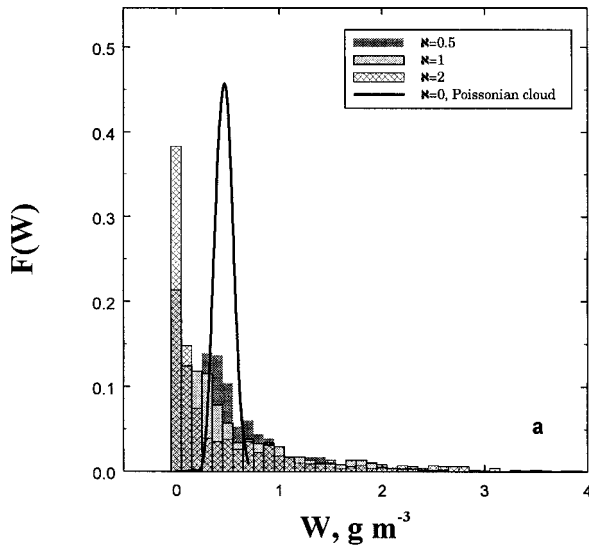 0.5
0.4
0.3
0.2
0.1
0.0
F(W)
ℵ=0.5
ℵ=1
ℵ=2
ℵ=0, Poissonian cloud
a
0
1
2
3
4
W, g m⁻³